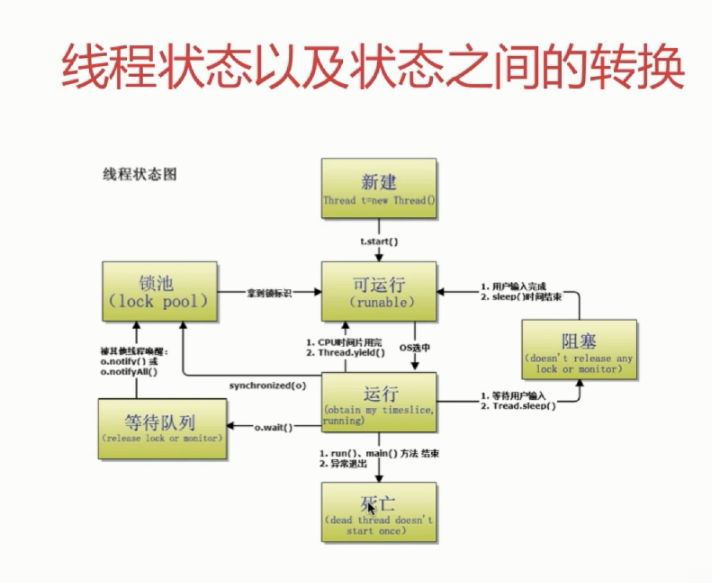 线程状态以及状态之间的转换
线程状态图
新建
Thread t=new Thread()
t.start()
锁池
(lock pool)
拿到锁标识
可运行
(runable)
1. 用户输入完成
2. sleep()时间结束
阻塞
(doesn't release any
lock or monitor)
被其他线程唤醒：
o.notify() 或
o.notifyAll()
1. CPU时间片用完
2. Thread.yield()
OS选中
synchronized(o)
运行
(obtain my timeslice,
running)
1. 等待用户输入
2. Tread.sleep()
等待队列
(release lock or monitor)
o.wait()
1. run()、main() 方法 结束
2. 异常退出
死亡
(dead thread doesn't
start once)